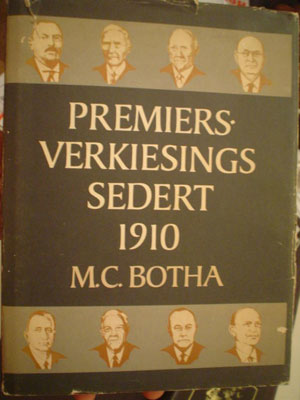 PREMIERS-
VERKIESINGS
SEDERT
1910
M.C. BOTHA